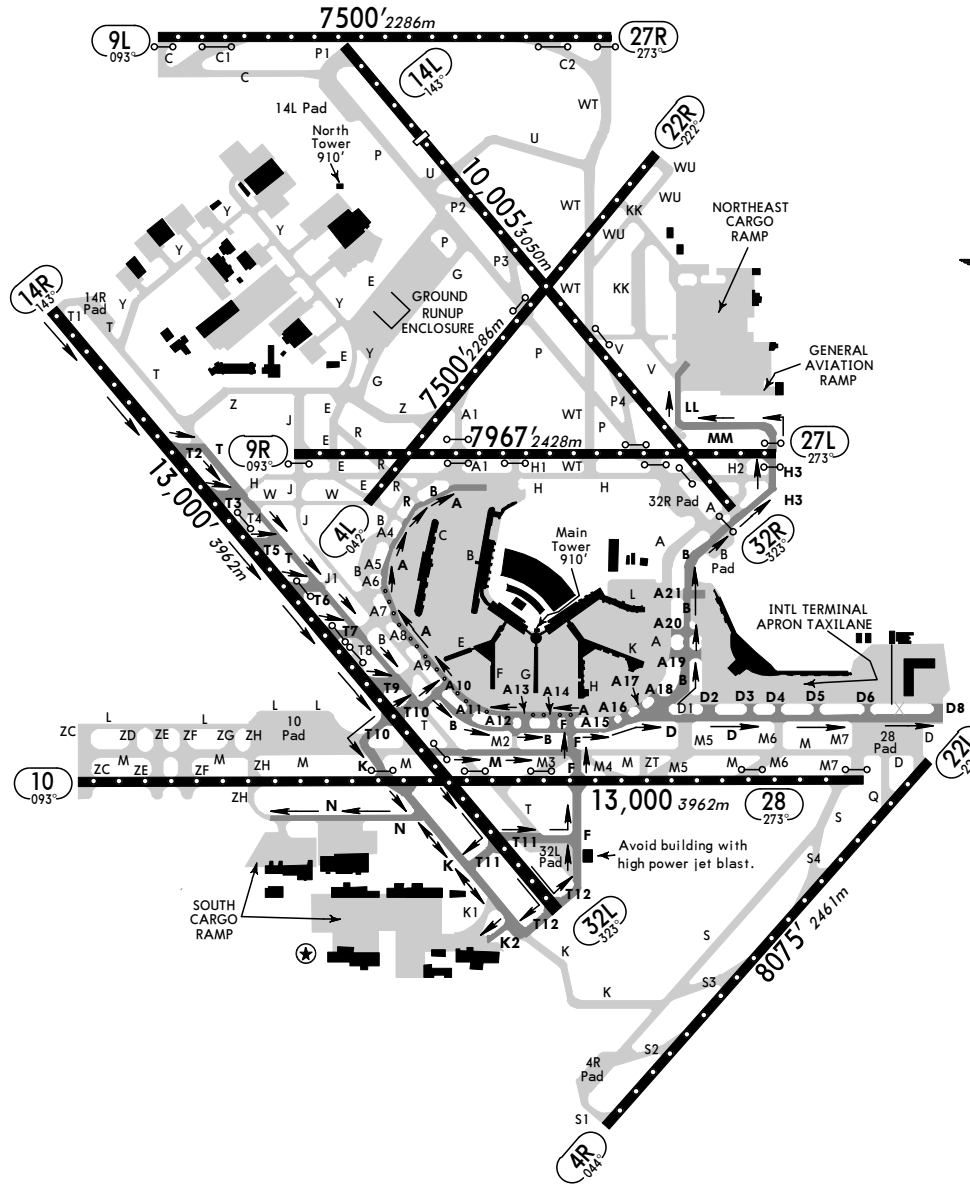 7500' 2286m
9L
093°
27R
273°
C
C1
P1
C2
C
14L
143°
WT
14L Pad
North
Tower
910'
P
U
U
22R
222°
WU
WU
10,005' 3050m
P2
WT
KK
WU
NORTHEAST
CARGO
RAMP
Y
Y
Y
Y
P
G
P3
E
WT
KK
14R
143°
14R
Pad
T1
T
Y
Y
GROUND
RUNUP
ENCLOSURE
7500' 2286m
P
V
V
GENERAL
AVIATION
RAMP
E
Y
G
T
Z
J
E
Z
A1
WT
P4
P
LL
MM
R
E
9R
093°
7967' 2428m
27L
273°
T2
T
R
E
A1
H1
WT
H2
H3
H
W
J
W
E
R
B
A
H
H
32R Pad
H3
13,000' 3962m
T3
T4
J
4L
042°
B
A4
A
32R
323°
T5
T
C
B
Main
Tower
910'
A
B
B
Pad
J1
B
A5
A6
A
L
A21
B
T6
A7
INTL TERMINAL
APRON TAXILANE
T7
B
A8
A
A20
A
T8
A9
E
K
A19
T9
A10
F
G
A13
A14
H
A17
A18
B
T10
A11
A12
F
A
A15
A16
D1
D2
D3
D4
D5
D6
D8
L
L
L
10
Pad
T10
T
B
M2
B
F
D
M5
D
M6
M
M7
28
Pad
D
ZC
ZD
ZE
ZF
ZG
ZH
ZC
M
ZE
ZF
M
ZH
M
K
M
M
M3
F
M4
M
ZT
M5
M6
M7
D
22L
10
093°
13,000 3962m
28
273°
Q
ZH
N
N
T
T11
F
S
32L
Pad
Avoid building with
high power jet blast.
S4
K
T11
K1
T12
T12
32L
323°
SOUTH
CARGO
RAMP
K2
K
S
8075' 2461m
K
S3
S2
4R
Pad
S1
4R
044°